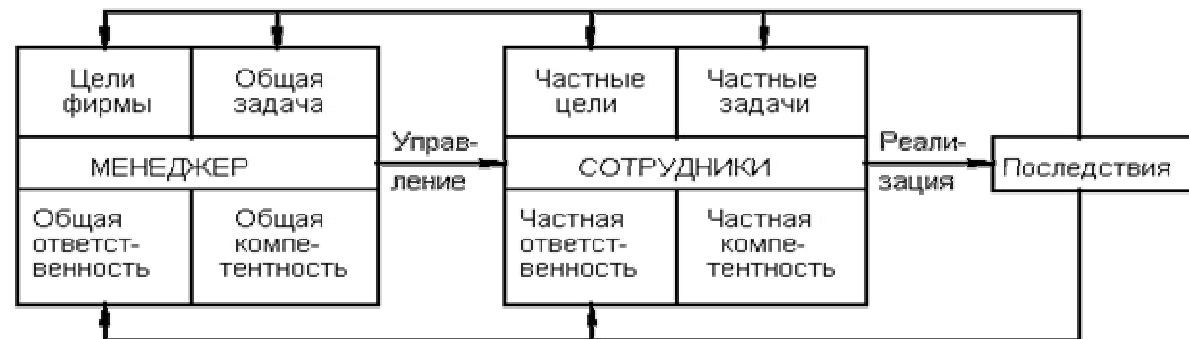 Цели
фирмы
Общая
задача
МЕНЕДЖЕР
Общая
ответст-
венность
Общая
компе-
тентность
Управ-
ление
Частные
цели
Частные
задачи
СОТРУДНИКИ
Частная
ответст-
венность
Частная
компе-
тентность
Реали-
зация
Последствия